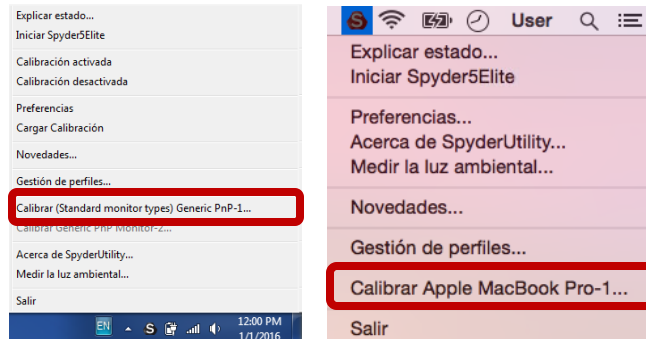 Explicar estado...
Iniciar Spyder5Elite
Calibración activada
Calibración desactivada
Preferencias
Cargar Calibración
Novedades...
Gestión de perfiles...
Calibrar (Standard monitor types) Generic PnP-1...
Calibrar Generic PnP Monitor-2...
Acerca de SpyderUtility...
Medir la luz ambiental...
Salir
EN S 12:00 PM
1/1/2016
S User
Explicar estado...
Iniciar Spyder5Elite
Preferencias...
Acerca de SpyderUtility...
Medir la luz ambiental...
Novedades...
Gestión de perfiles...
Calibrar Apple MacBook Pro-1...
Salir